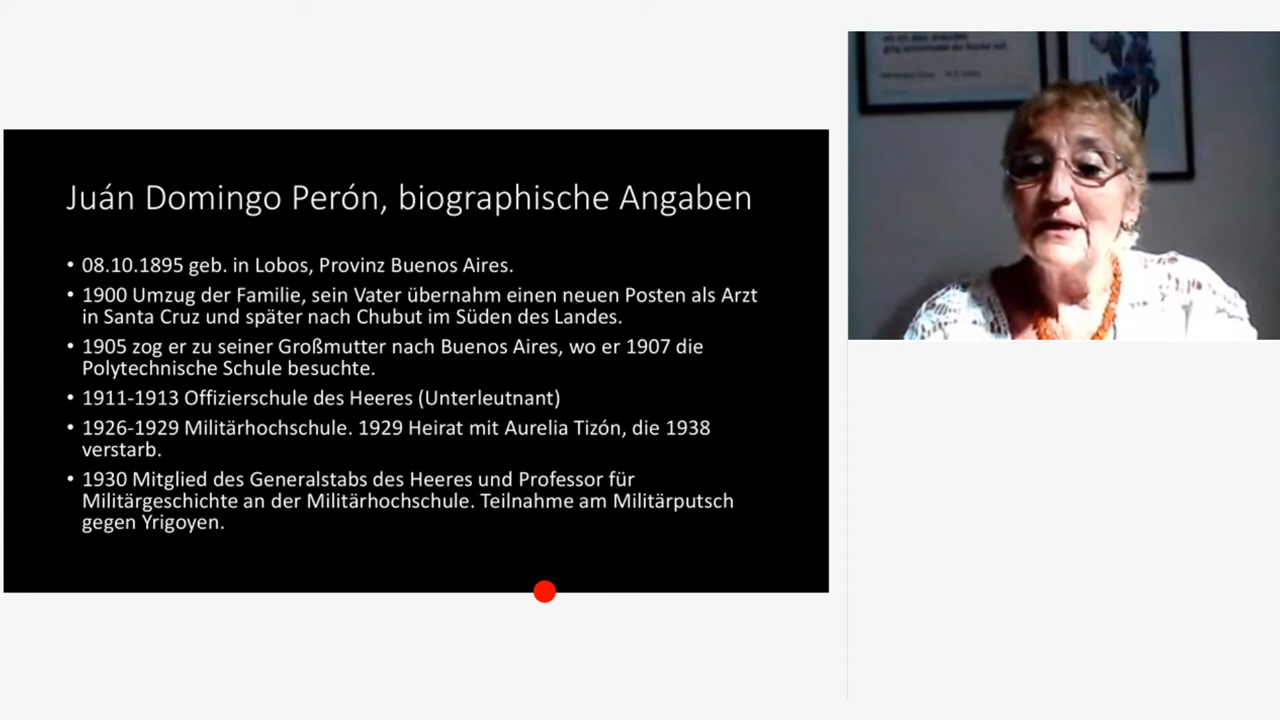 Juán Domingo Perón, biographische Angaben
• 08.10.1895 geb. in Lobos, Provinz Buenos Aires.
• 1900 Umzug der Familie, sein Vater übernahm einen neuen Posten als Arzt
in Santa Cruz und später nach Chubut im Süden des Landes.
• 1905 zog er zu seiner Großmutter nach Buenos Aires, wo er 1907 die
Polytechnische Schule besuchte.
• 1911-1913 Offizierschule des Heeres (Unterleutnant)
• 1926-1929 Militärhochschule. 1929 Heirat mit Aurelia Tizón, die 1938
verstarb.
• 1930 Mitglied des Generalstabs des Heeres und Professor für
Militärgeschichte an der Militärhochschule. Teilnahme am Militärputsch
gegen Yrigoyen.